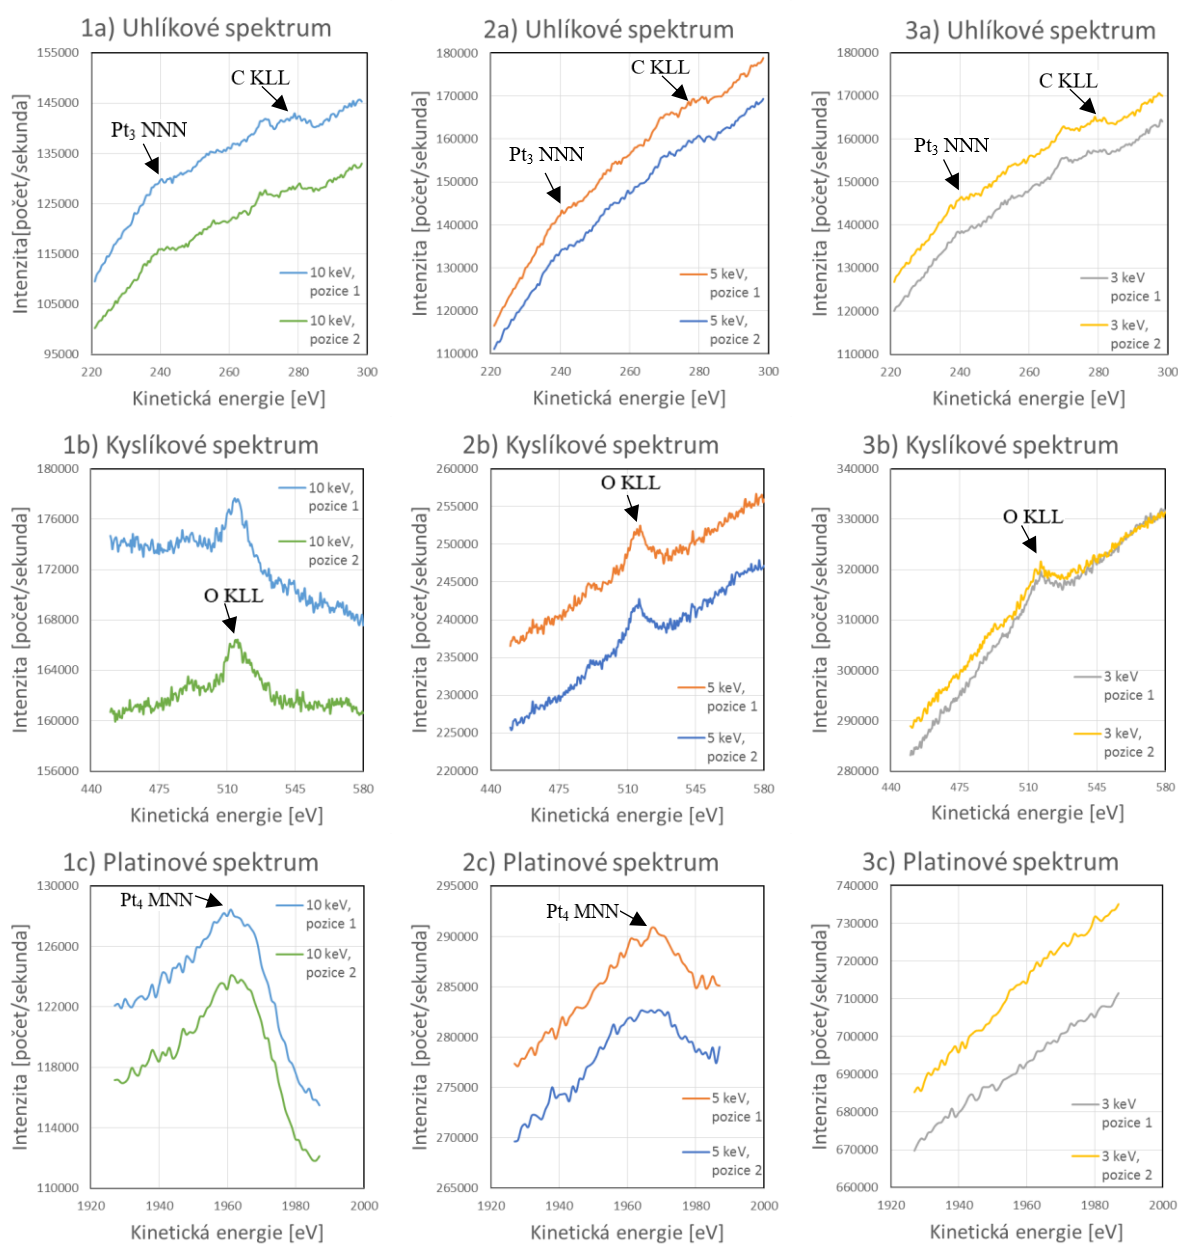 1a) Uhlíkové spektrum
155000
145000
135000
125000
115000
105000
95000
220
240
260
280
300
Intenzita[počet/sekunda]
Kinetická energie [eV]
Pt3 NNN
C KLL
10 keV,
pozice 1
10 keV,
pozice 2
2a) Uhlíkové spektrum
180000
170000
160000
150000
140000
130000
120000
110000
220
240
260
280
300
Intenzita [počet/sekunda]
Kinetická energie [eV]
Pt3 NNN
C KLL
5 keV,
pozice 1
5 keV,
pozice 2
3a) Uhlíkové spektrum
180000
170000
160000
150000
140000
130000
120000
110000
220
240
260
280
300
Intenzita [počet/sekunda]
Kinetická energie [eV]
Pt3 NNN
C KLL
3 keV
pozice 1
3 keV,
pozice 2
1b) Kyslíkové spektrum
180000
176000
172000
168000
164000
160000
156000
440
475
510
545
580
Intenzita [počet/sekunda]
Kinetická energie [eV]
O KLL
10 keV,
pozice 1
10 keV,
pozice 2
2b) Kyslíkové spektrum
260000
255000
250000
245000
240000
235000
230000
225000
220000
440
475
510
545
580
Intenzita [počet/sekunda]
Kinetická energie [eV]
O KLL
5 keV,
pozice 1
5 keV,
pozice 2
3b) Kyslíkové spektrum
340000
330000
320000
310000
300000
290000
280000
440
475
510
545
580
Intenzita [počet/sekunda]
Kinetická energie [eV]
O KLL
3 keV
pozice 1
3 keV,
pozice 2
1c) Platinové spektrum
130000
126000
122000
118000
114000
110000
1920
1940
1960
1980
2000
Intenzita [počet/sekunda]
Kinetická energie [eV]
Pt4 MNN
10 keV,
pozice 1
10 keV,
pozice 2
2c) Platinové spektrum
295000
290000
285000
280000
275000
270000
265000
1920
1940
1960
1980
2000
Intenzita [počet/sekunda]
Kinetická energie [eV]
Pt4 MNN
5 keV,
pozice 1
5 keV,
pozice 2
3c) Platinové spektrum
740000
730000
720000
710000
700000
690000
680000
670000
660000
1920
1940
1960
1980
2000
Intenzita [počet/sekunda]
Kinetická energie [eV]
3 keV
pozice 1
3 keV,
pozice 2